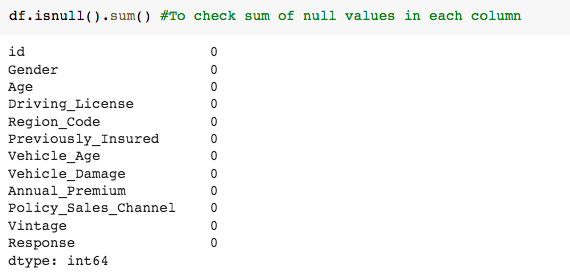 df.isnull().sum() #To check sum of null values in each column
id 0
Gender 0
Age 0
Driving_License 0
Region_Code 0
Previously_Insured 0
Vehicle_Age 0
Vehicle_Damage 0
Annual_Premium 0
Policy_Sales_Channel 0
Vintage 0
Response 0
dtype: int64